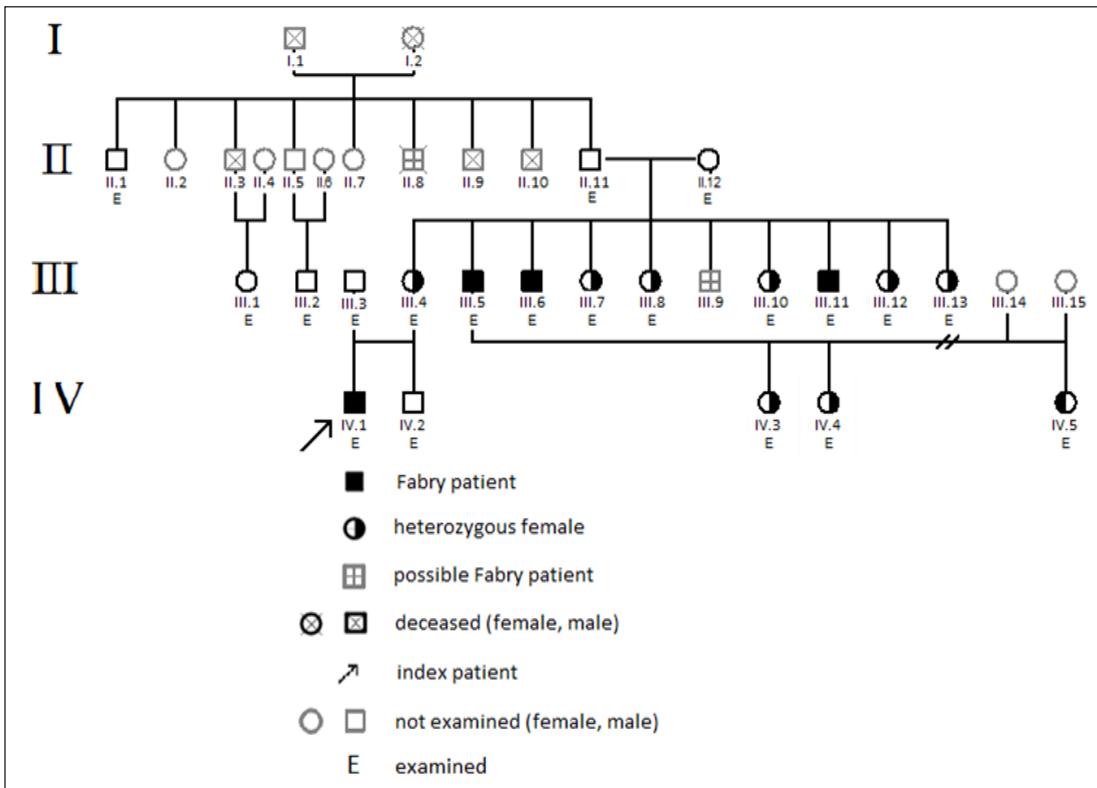 I
I.1 I.2
II
II.1 II.2 II.3 II.4 II.5 II.6 II.7 II.8 II.9 II.10 II.11 II.12
E E E
III
III.1 III.2 III.3 III.4 III.5 III.6 III.7 III.8 III.9 III.10 III.11 III.12 III.13 III.14 III.15
E E E E E E E E E E E E
IV
IV.1 IV.2 IV.3 IV.4 IV.5
E E E E E
Fabry patient
heterozygous female
possible Fabry patient
deceased (female, male)
index patient
not examined (female, male)
E examined